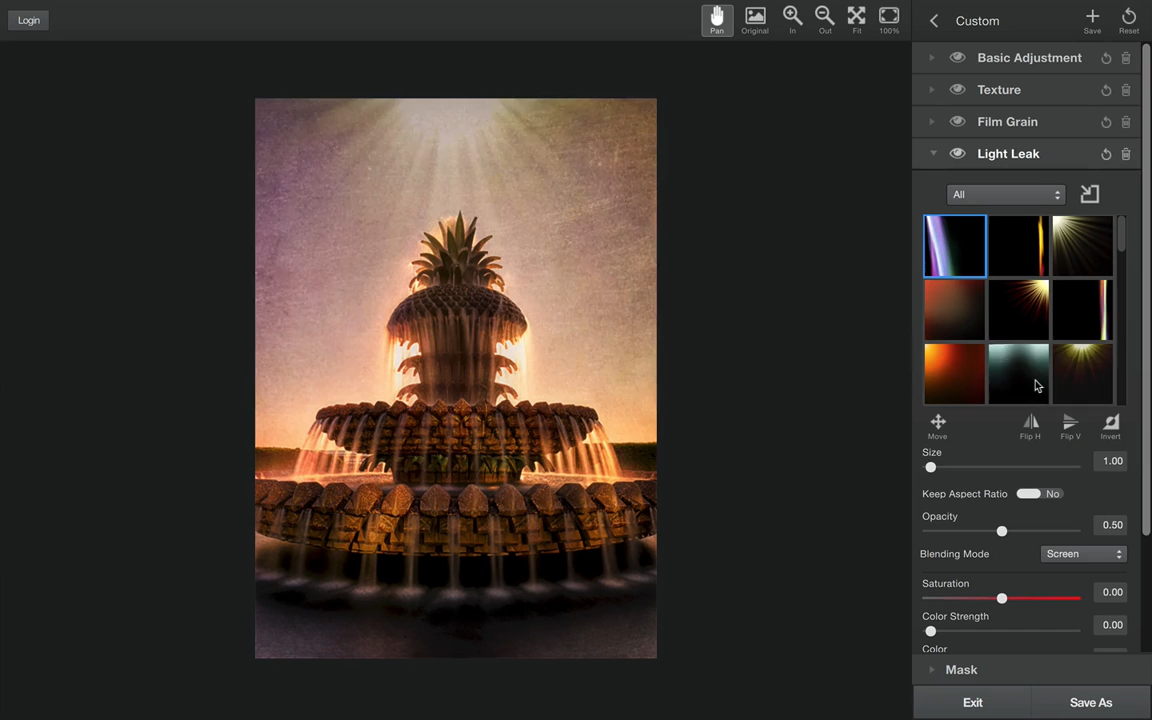 Login
Pan
Original
In
Out
Fit
100%
Custom
Save
Reset
Basic Adjustment
Texture
Film Grain
Light Leak
All
Move
Flip H
Flip V
Invert
Size
1.00
Keep Aspect Ratio
No
Opacity
0.50
Blending Mode
Screen
Saturation
0.00
Color Strength
0.00
Color
Mask
Exit
Save As